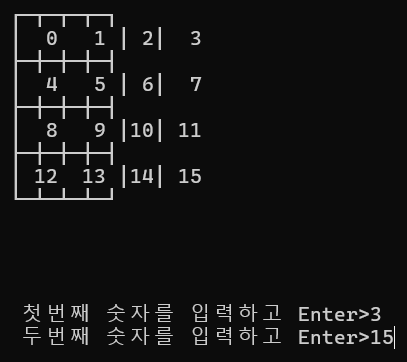 0 1 | 2| 3
4 5 | 6| 7
8 9 |10| 11
12 13 |14| 15
첫번째 숫자를 입력하고 Enter>3
두번째 숫자를 입력하고 Enter>15